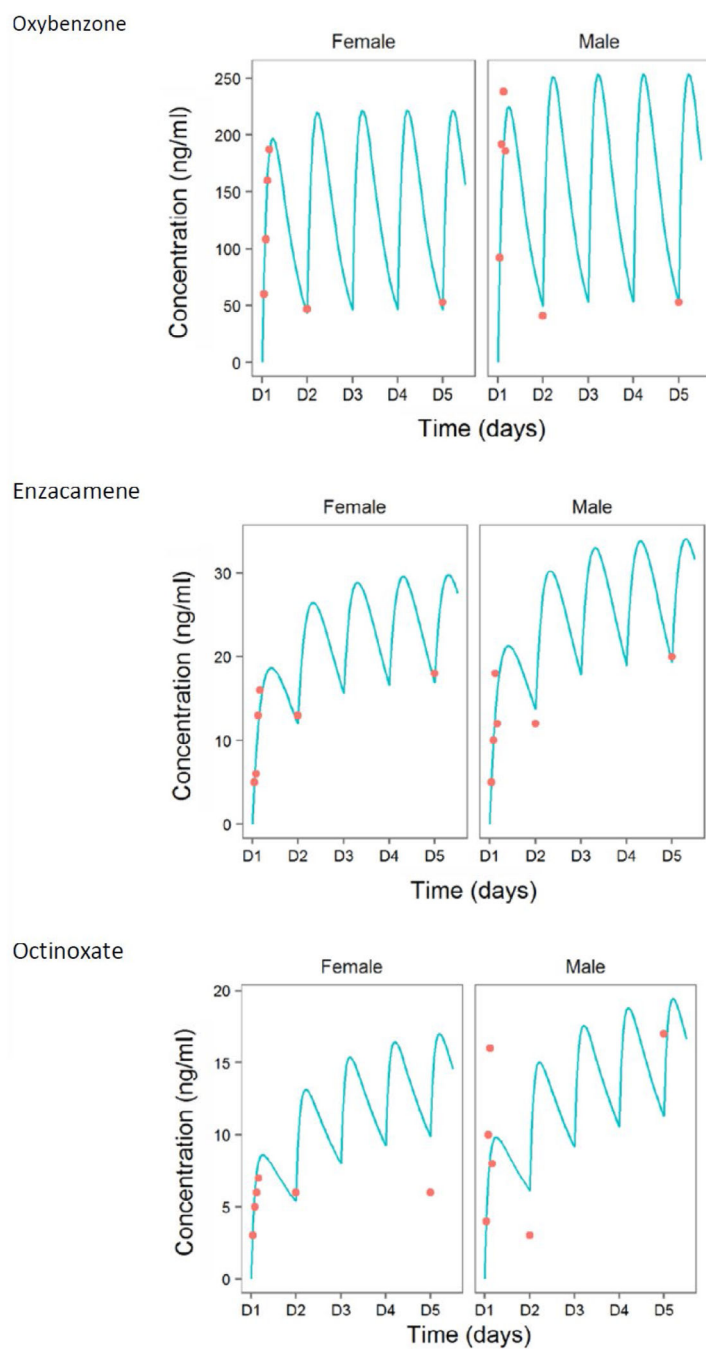 Oxybenzone
Female Male
Concentration (ng/ml)
250
200
150
100
50
0
D1 D2 D3 D4 D5 D1 D2 D3 D4 D5
Time (days)
Enzacamene
Female Male
Concentration (ng/ml)
30
20
10
0
D1 D2 D3 D4 D5 D1 D2 D3 D4 D5
Time (days)
Octinoxate
Female Male
Concentration (ng/ml)
20
15
10
5
0
D1 D2 D3 D4 D5 D1 D2 D3 D4 D5
Time (days)